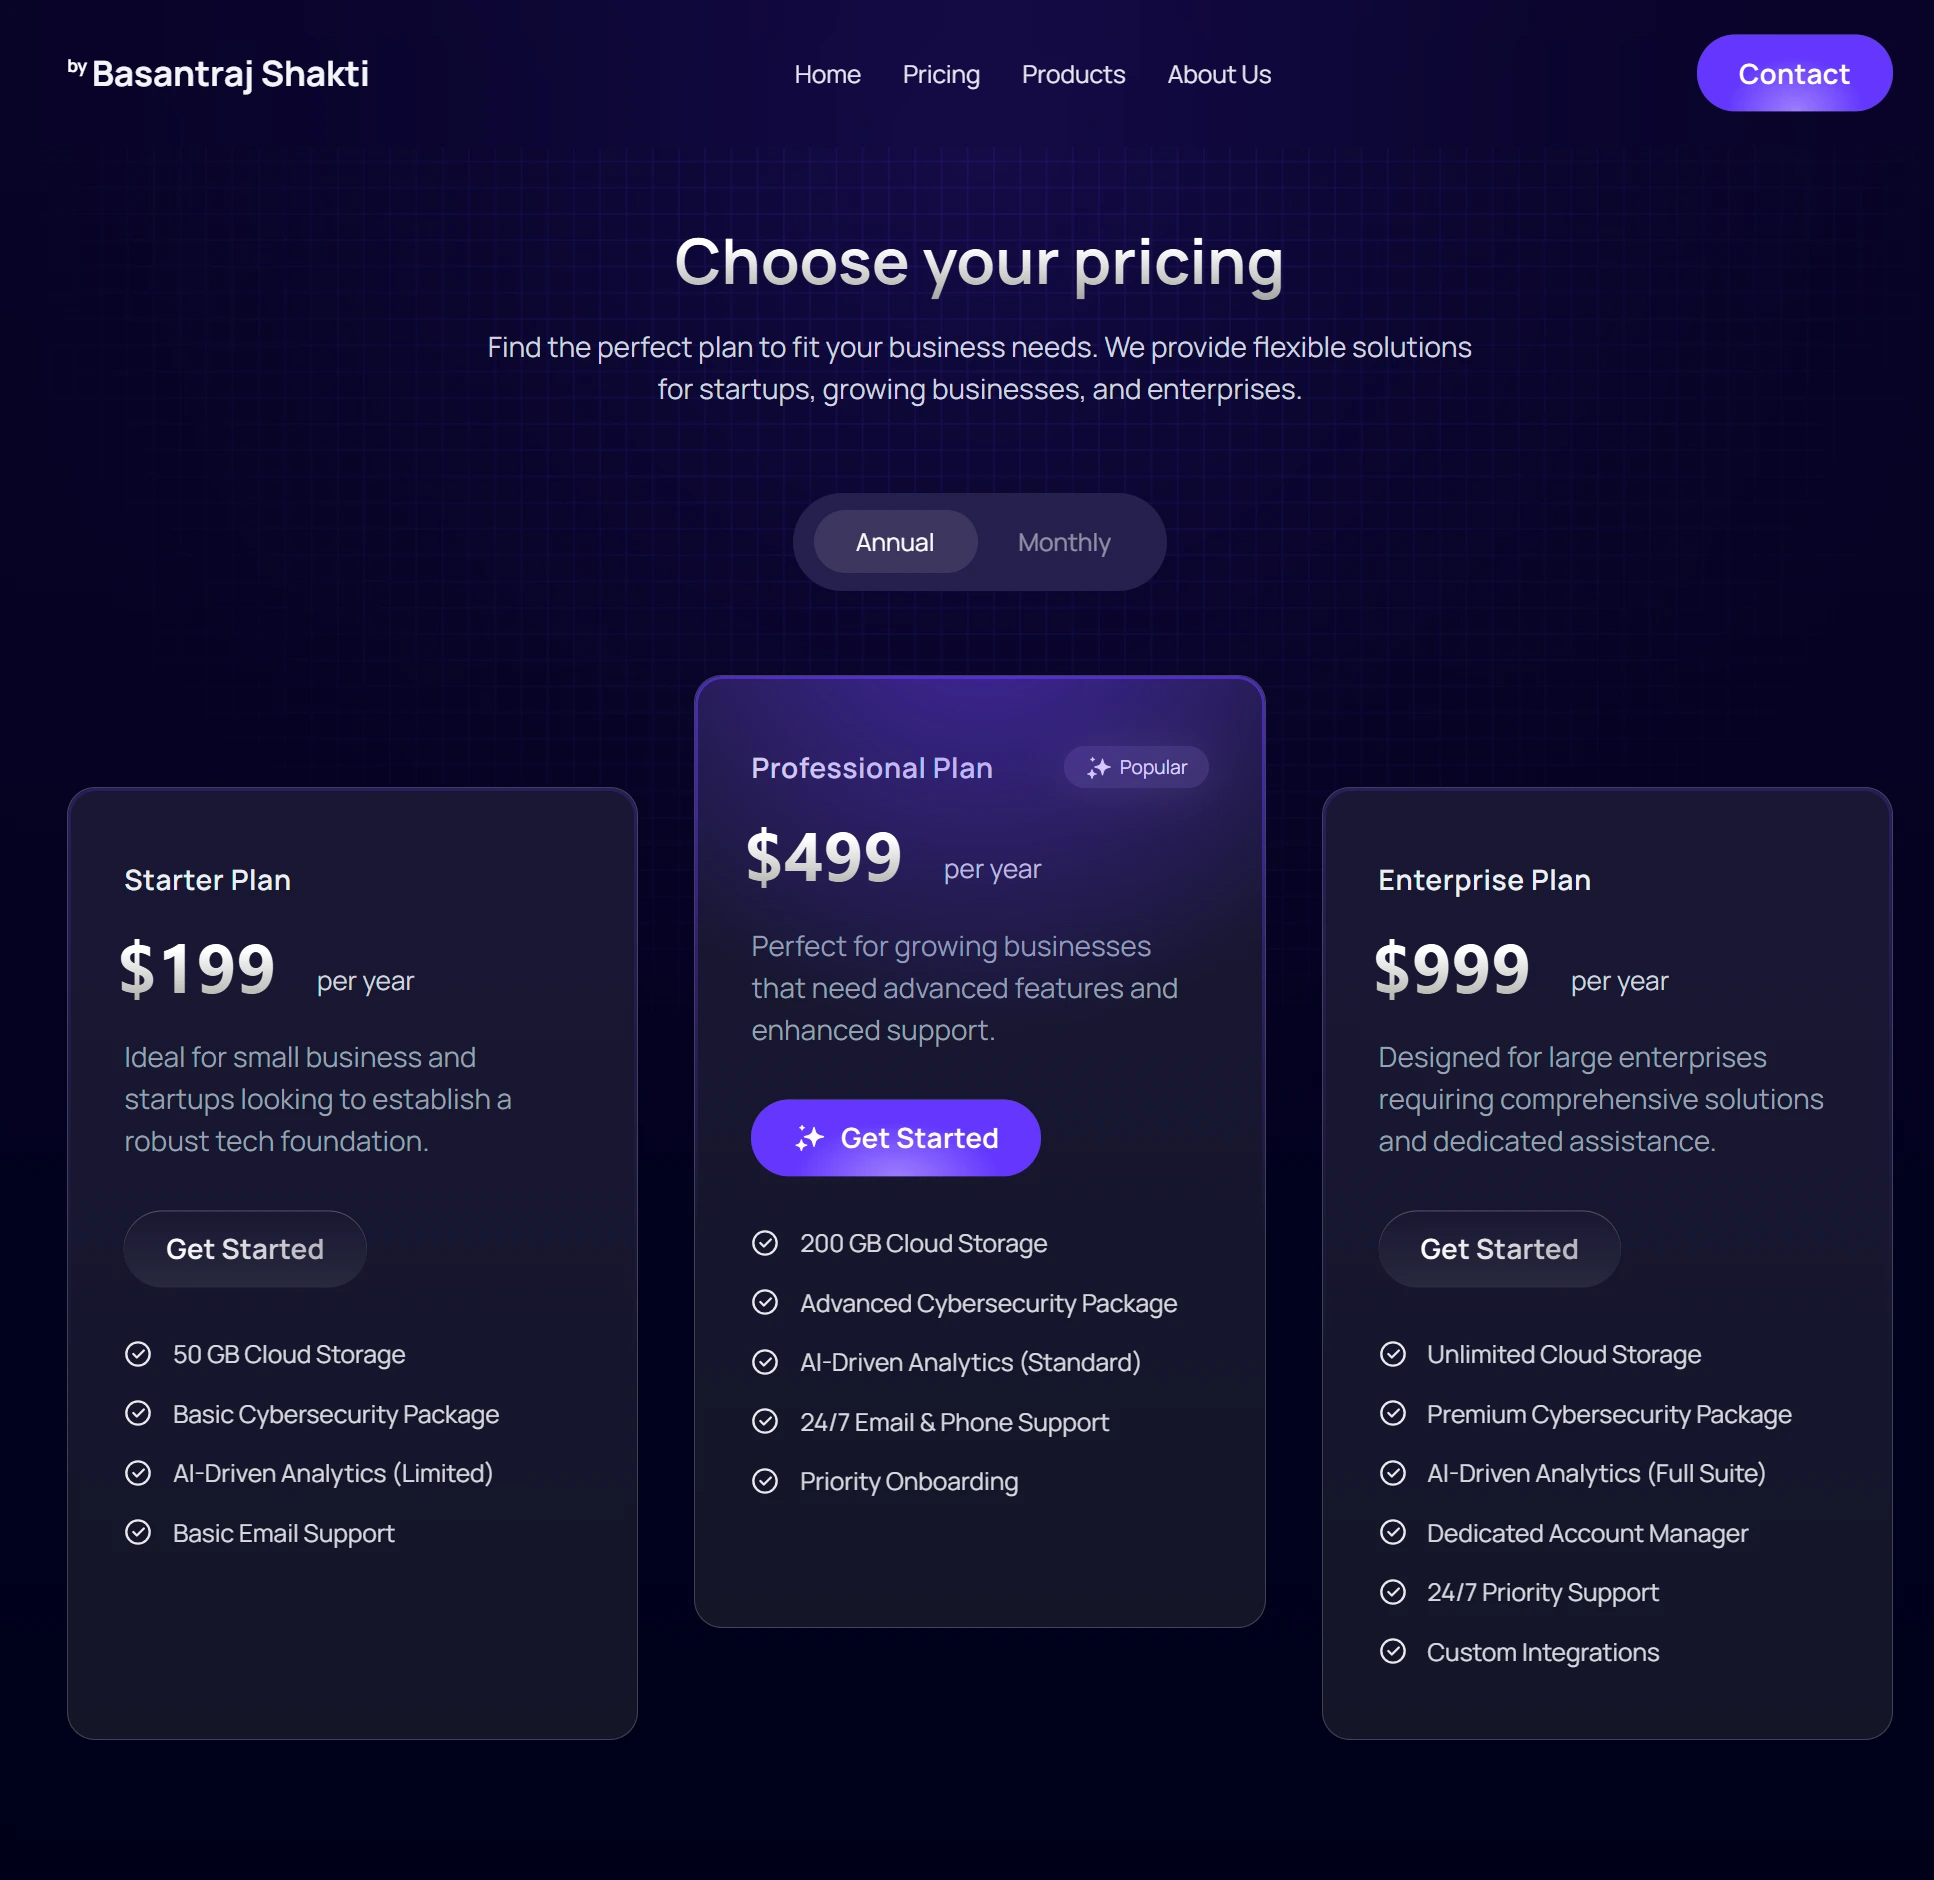 by Basantraj Shakti
Home Pricing Products About Us
Contact
Choose your pricing
Find the perfect plan to fit your business needs. We provide flexible solutions
for startups, growing businesses, and enterprises.
Annual Monthly
Starter Plan
$199 per year
Ideal for small business and
startups looking to establish a
robust tech foundation.
Get Started
50 GB Cloud Storage
Basic Cybersecurity Package
AI-Driven Analytics (Limited)
Basic Email Support
Professional Plan
Popular
$499 per year
Perfect for growing businesses
that need advanced features and
enhanced support.
Get Started
200 GB Cloud Storage
Advanced Cybersecurity Package
AI-Driven Analytics (Standard)
24/7 Email & Phone Support
Priority Onboarding
Enterprise Plan
$999 per year
Designed for large enterprises
requiring comprehensive solutions
and dedicated assistance.
Get Started
Unlimited Cloud Storage
Premium Cybersecurity Package
AI-Driven Analytics (Full Suite)
Dedicated Account Manager
24/7 Priority Support
Custom Integrations